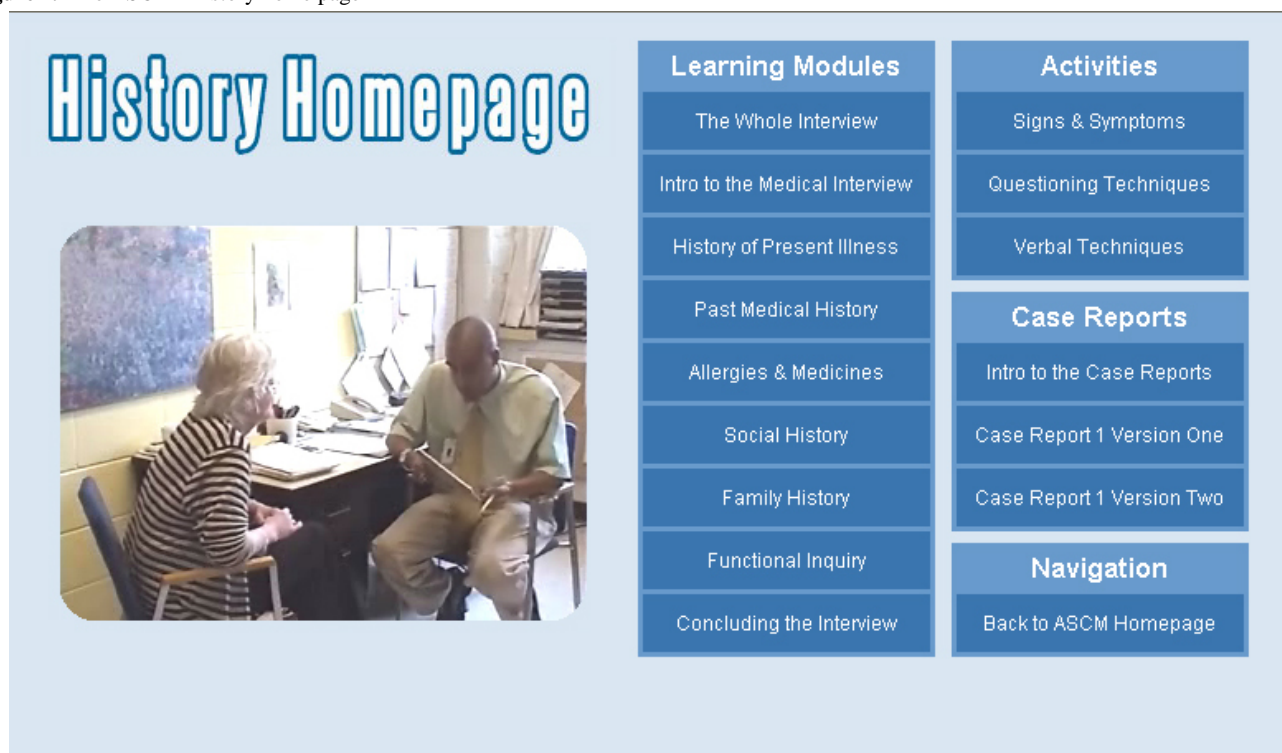 History Homepage
Learning Modules
The Whole Interview
Intro to the Medical Interview
History of Present Illness
Past Medical History
Allergies & Medicines
Social History
Family History
Functional Inquiry
Concluding the Interview
Activities
Signs & Symptoms
Questioning Techniques
Verbal Techniques
Case Reports
Intro to the Case Reports
Case Report 1 Version One
Case Report 1 Version Two
Navigation
Back to ASCM Homepage